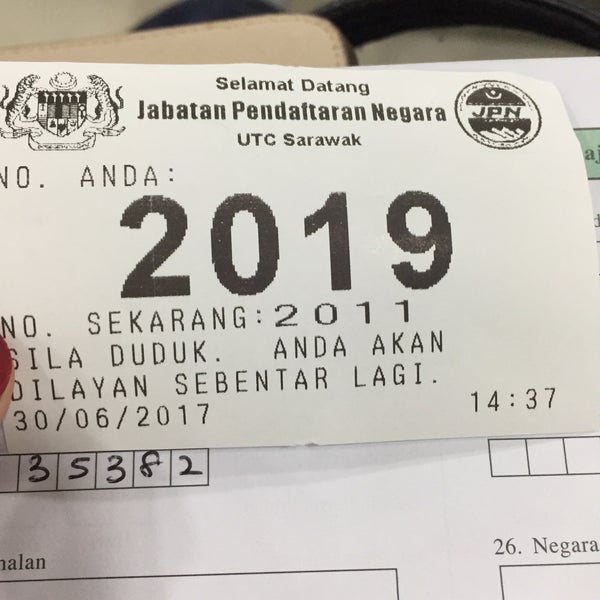 Selamat Datang
Jabatan Pendaftaran Negara
UTC Sarawak
JPN
NO. ANDA:
2019
NO. SEKARANG: 2011
SILA DUDUK. ANDA AKAN
DILAYAN SEBENTAR LAGI.
30/06/2017 14:37
35382
26. Negara